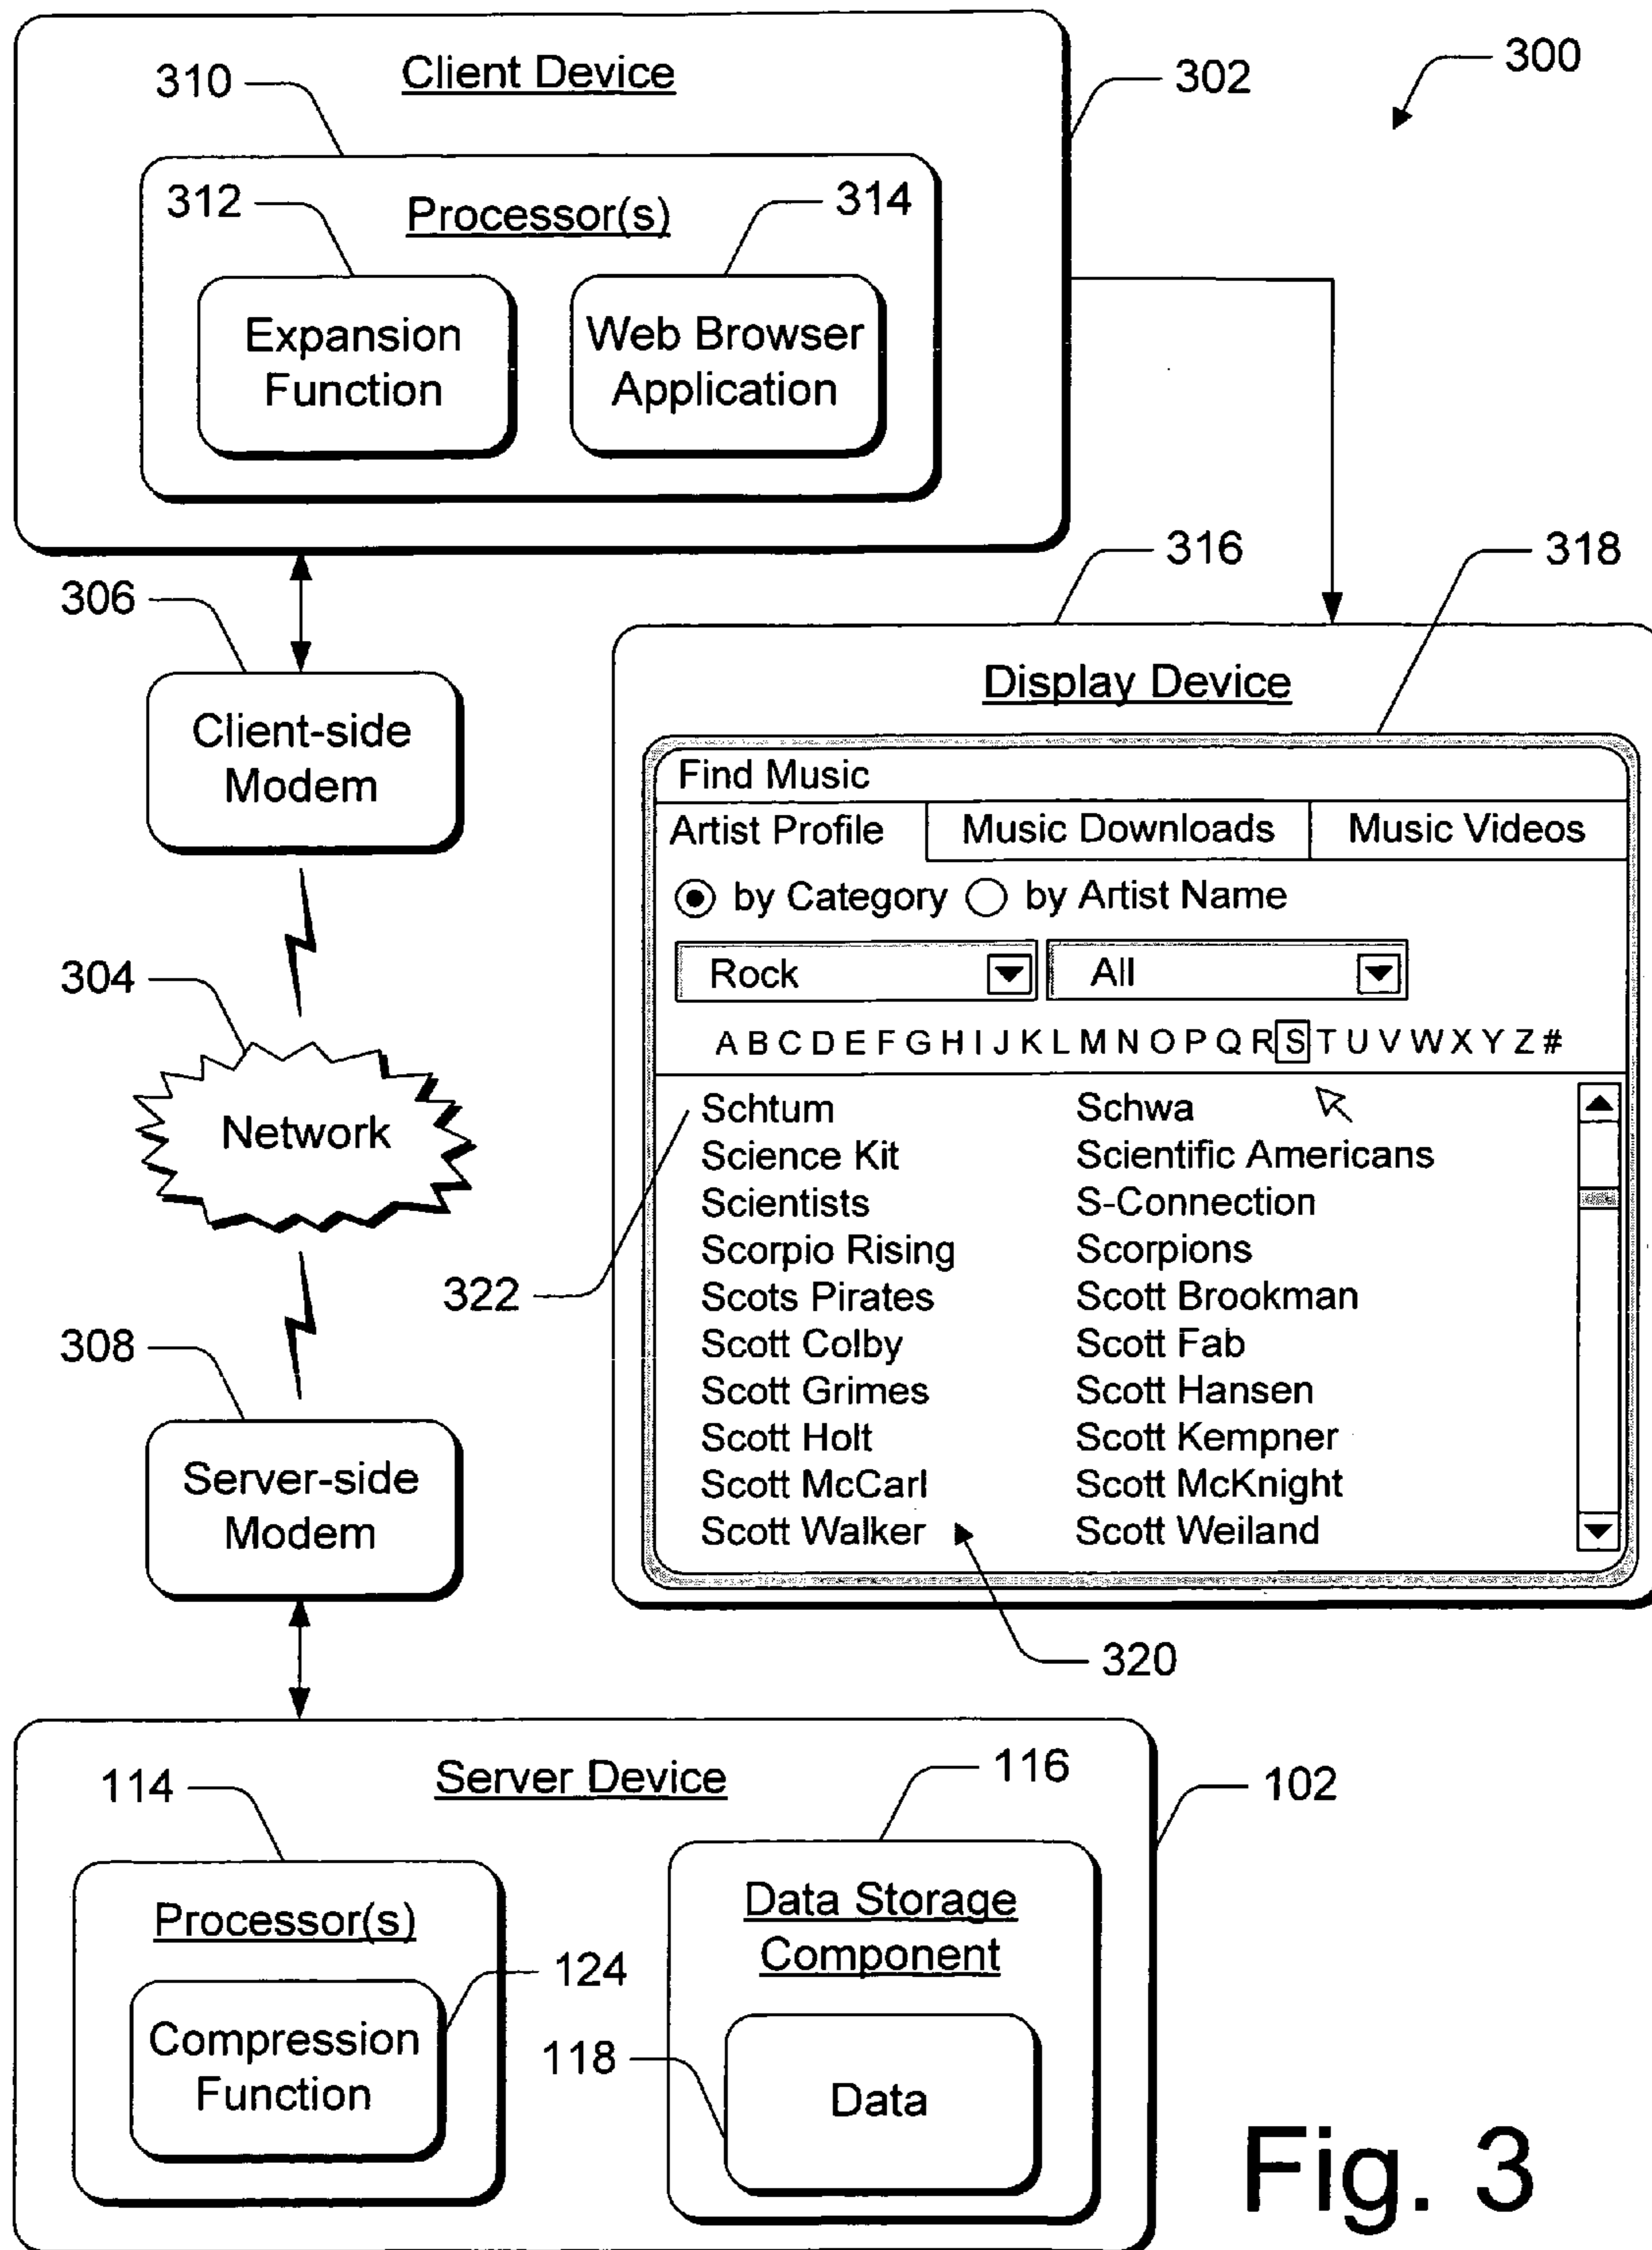 300
302
310
Client Device
312
Processor(s)
314
Expansion
Function
Web Browser
Application
306
316
318
Client-side
Modem
Display Device
Find Music
Artist Profile
Music Downloads
Music Videos
by Category
by Artist Name
Rock
All
A B C D E F G H I J K L M N O P Q R S T U V W X Y Z #
304
Network
Schtum
Schwa
Science Kit
Scientific Americans
Scientists
S-Connection
Scorpio Rising
Scorpions
322
Scots Pirates
Scott Brookman
308
Scott Colby
Scott Fab
Scott Grimes
Scott Hansen
Scott Holt
Scott Kempner
Scott McCarl
Scott McKnight
Scott Walker
Scott Weiland
Server-side
Modem
320
114
Server Device
116
102
Processor(s)
124
Compression
Function
Data Storage
Component
118
Data
Fig. 3